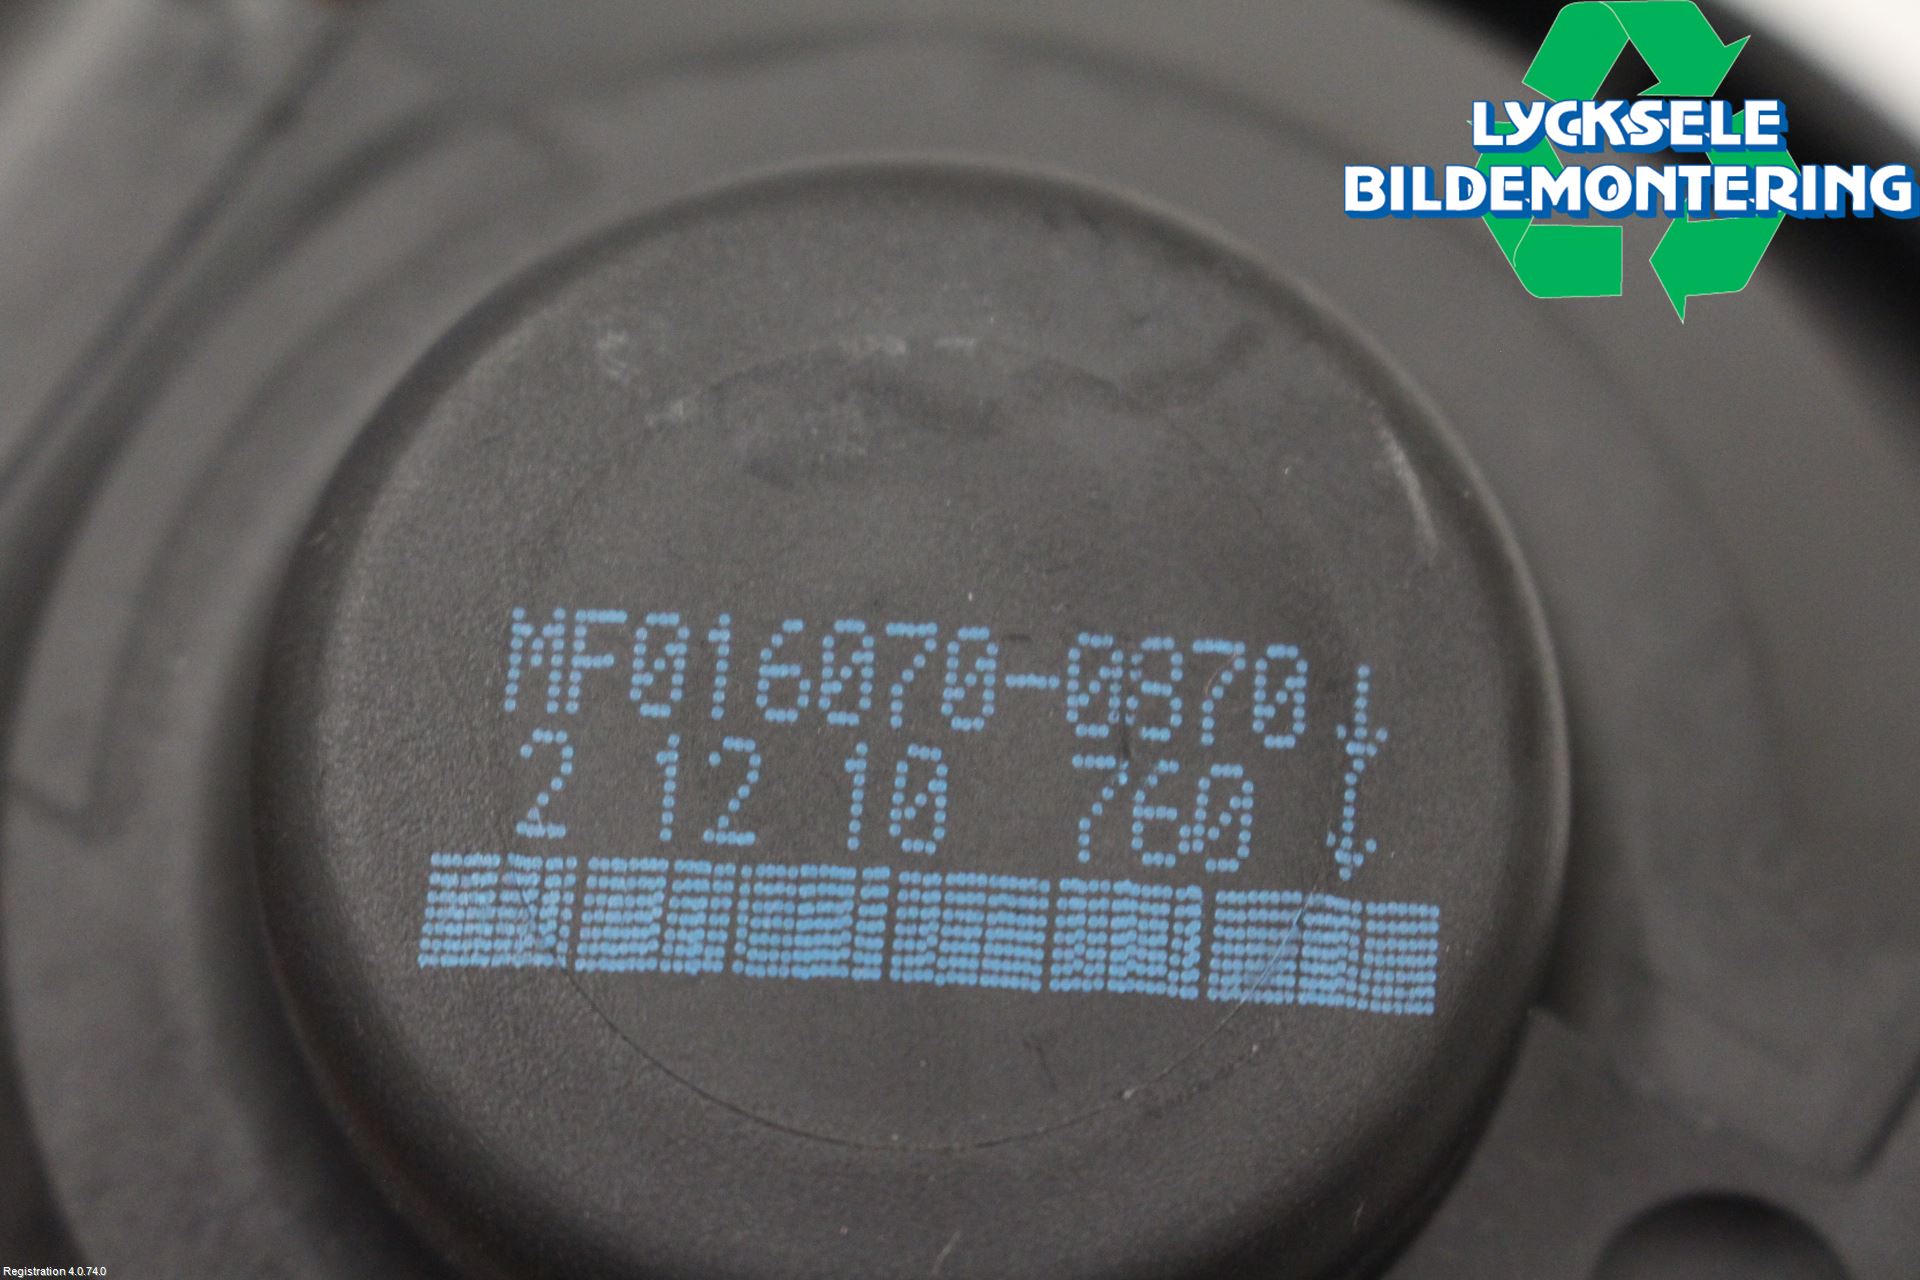 LYCKSELE
BILDEMONTERING
MF016070-0870
2 12 10 760
Registration 4.0.74.0